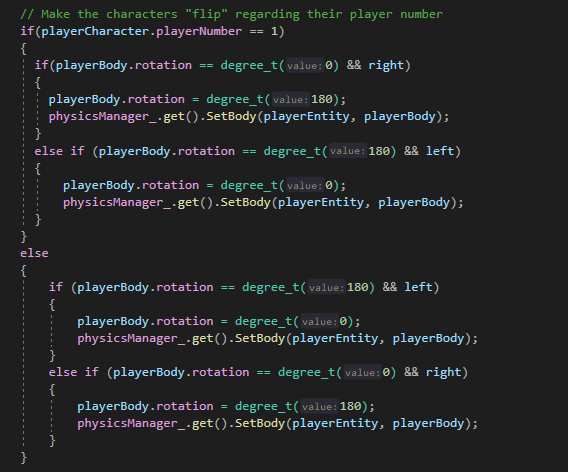 // Make the characters "flip" regarding their player number
if(playerCharacter.playerNumber == 1)
{
if(playerBody.rotation == degree_t(value:0) && right)
{
playerBody.rotation = degree_t(value:180);
physicsManager_.get().SetBody(playerEntity, playerBody);
}
else if (playerBody.rotation == degree_t(value:180) && left)
{
playerBody.rotation = degree_t(value:0);
physicsManager_.get().SetBody(playerEntity, playerBody);
}
}
else
{
if (playerBody.rotation == degree_t(value:180) && left)
{
playerBody.rotation = degree_t(value:0);
physicsManager_.get().SetBody(playerEntity, playerBody);
}
else if (playerBody.rotation == degree_t(value:0) && right)
{
playerBody.rotation = degree_t(value:180);
physicsManager_.get().SetBody(playerEntity, playerBody);
}
}